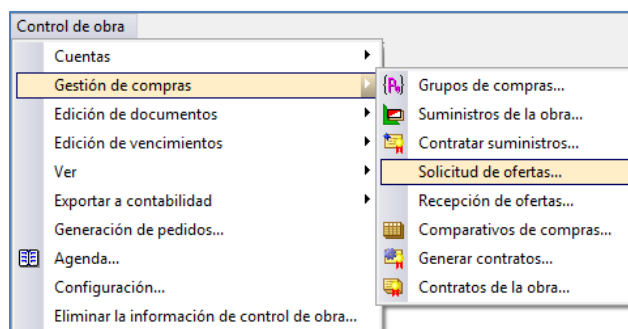 Control de obra
Cuentas
Gestión de compras
Edición de documentos
Edición de vencimientos
Ver
Exportar a contabilidad
Generación de pedidos...
Agenda...
Configuración...
Eliminar la información de control de obra...
Grupos de compras...
Suministros de la obra...
Contratar suministros...
Solicitud de ofertas...
Recepción de ofertas...
Comparativos de compras...
Generar contratos...
Contratos de la obra...